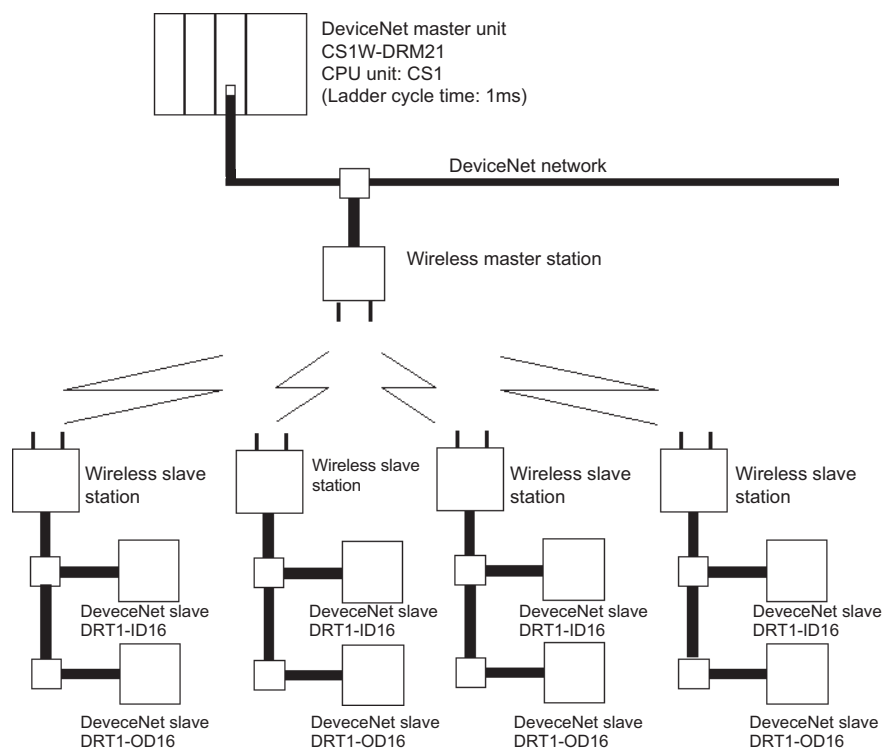 DeviceNet master unit
CS1W-DRM21
CPU unit: CS1
(Ladder cycle time: 1ms)
DeviceNet network
Wireless master station
Wireless slave
station
Wireless slave
station
Wireless slave
station
Wireless slave
station
DeveceNet slave
DRT1-ID16
DeveceNet slave
DRT1-ID16
DeveceNet slave
DRT1-ID16
DeveceNet slave
DRT1-ID16
DeveceNet slave
DRT1-OD16
DeveceNet slave
DRT1-OD16
DeveceNet slave
DRT1-OD16
DeveceNet slave
DRT1-OD16